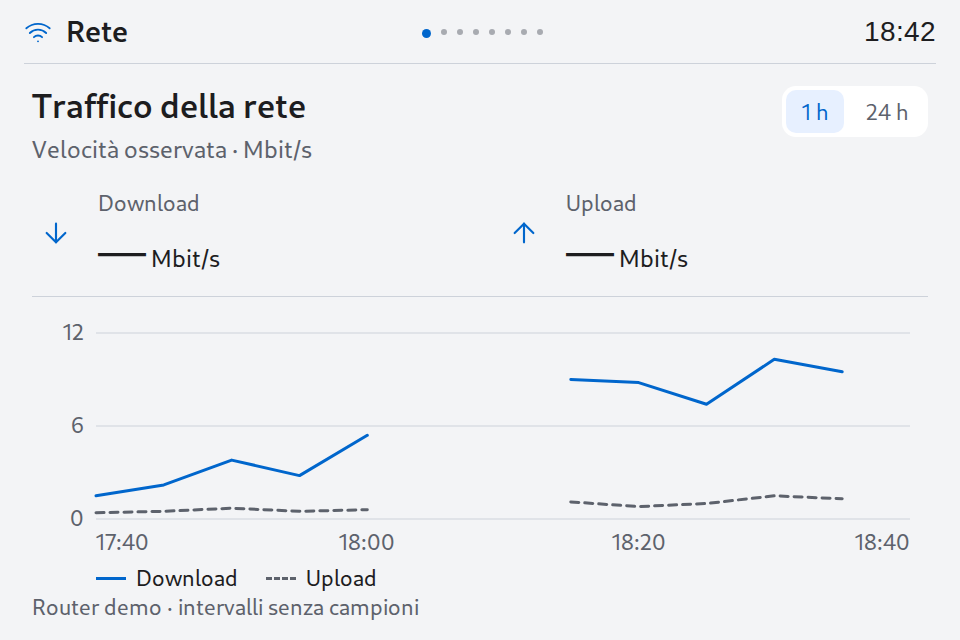 Rete
18:42
Traffico della rete
1 h 24 h
Velocità osservata · Mbit/s
Download
Upload
— Mbit/s
— Mbit/s
12
6
0
17:40 18:00 18:20 18:40
Download Upload
Router demo · intervalli senza campioni